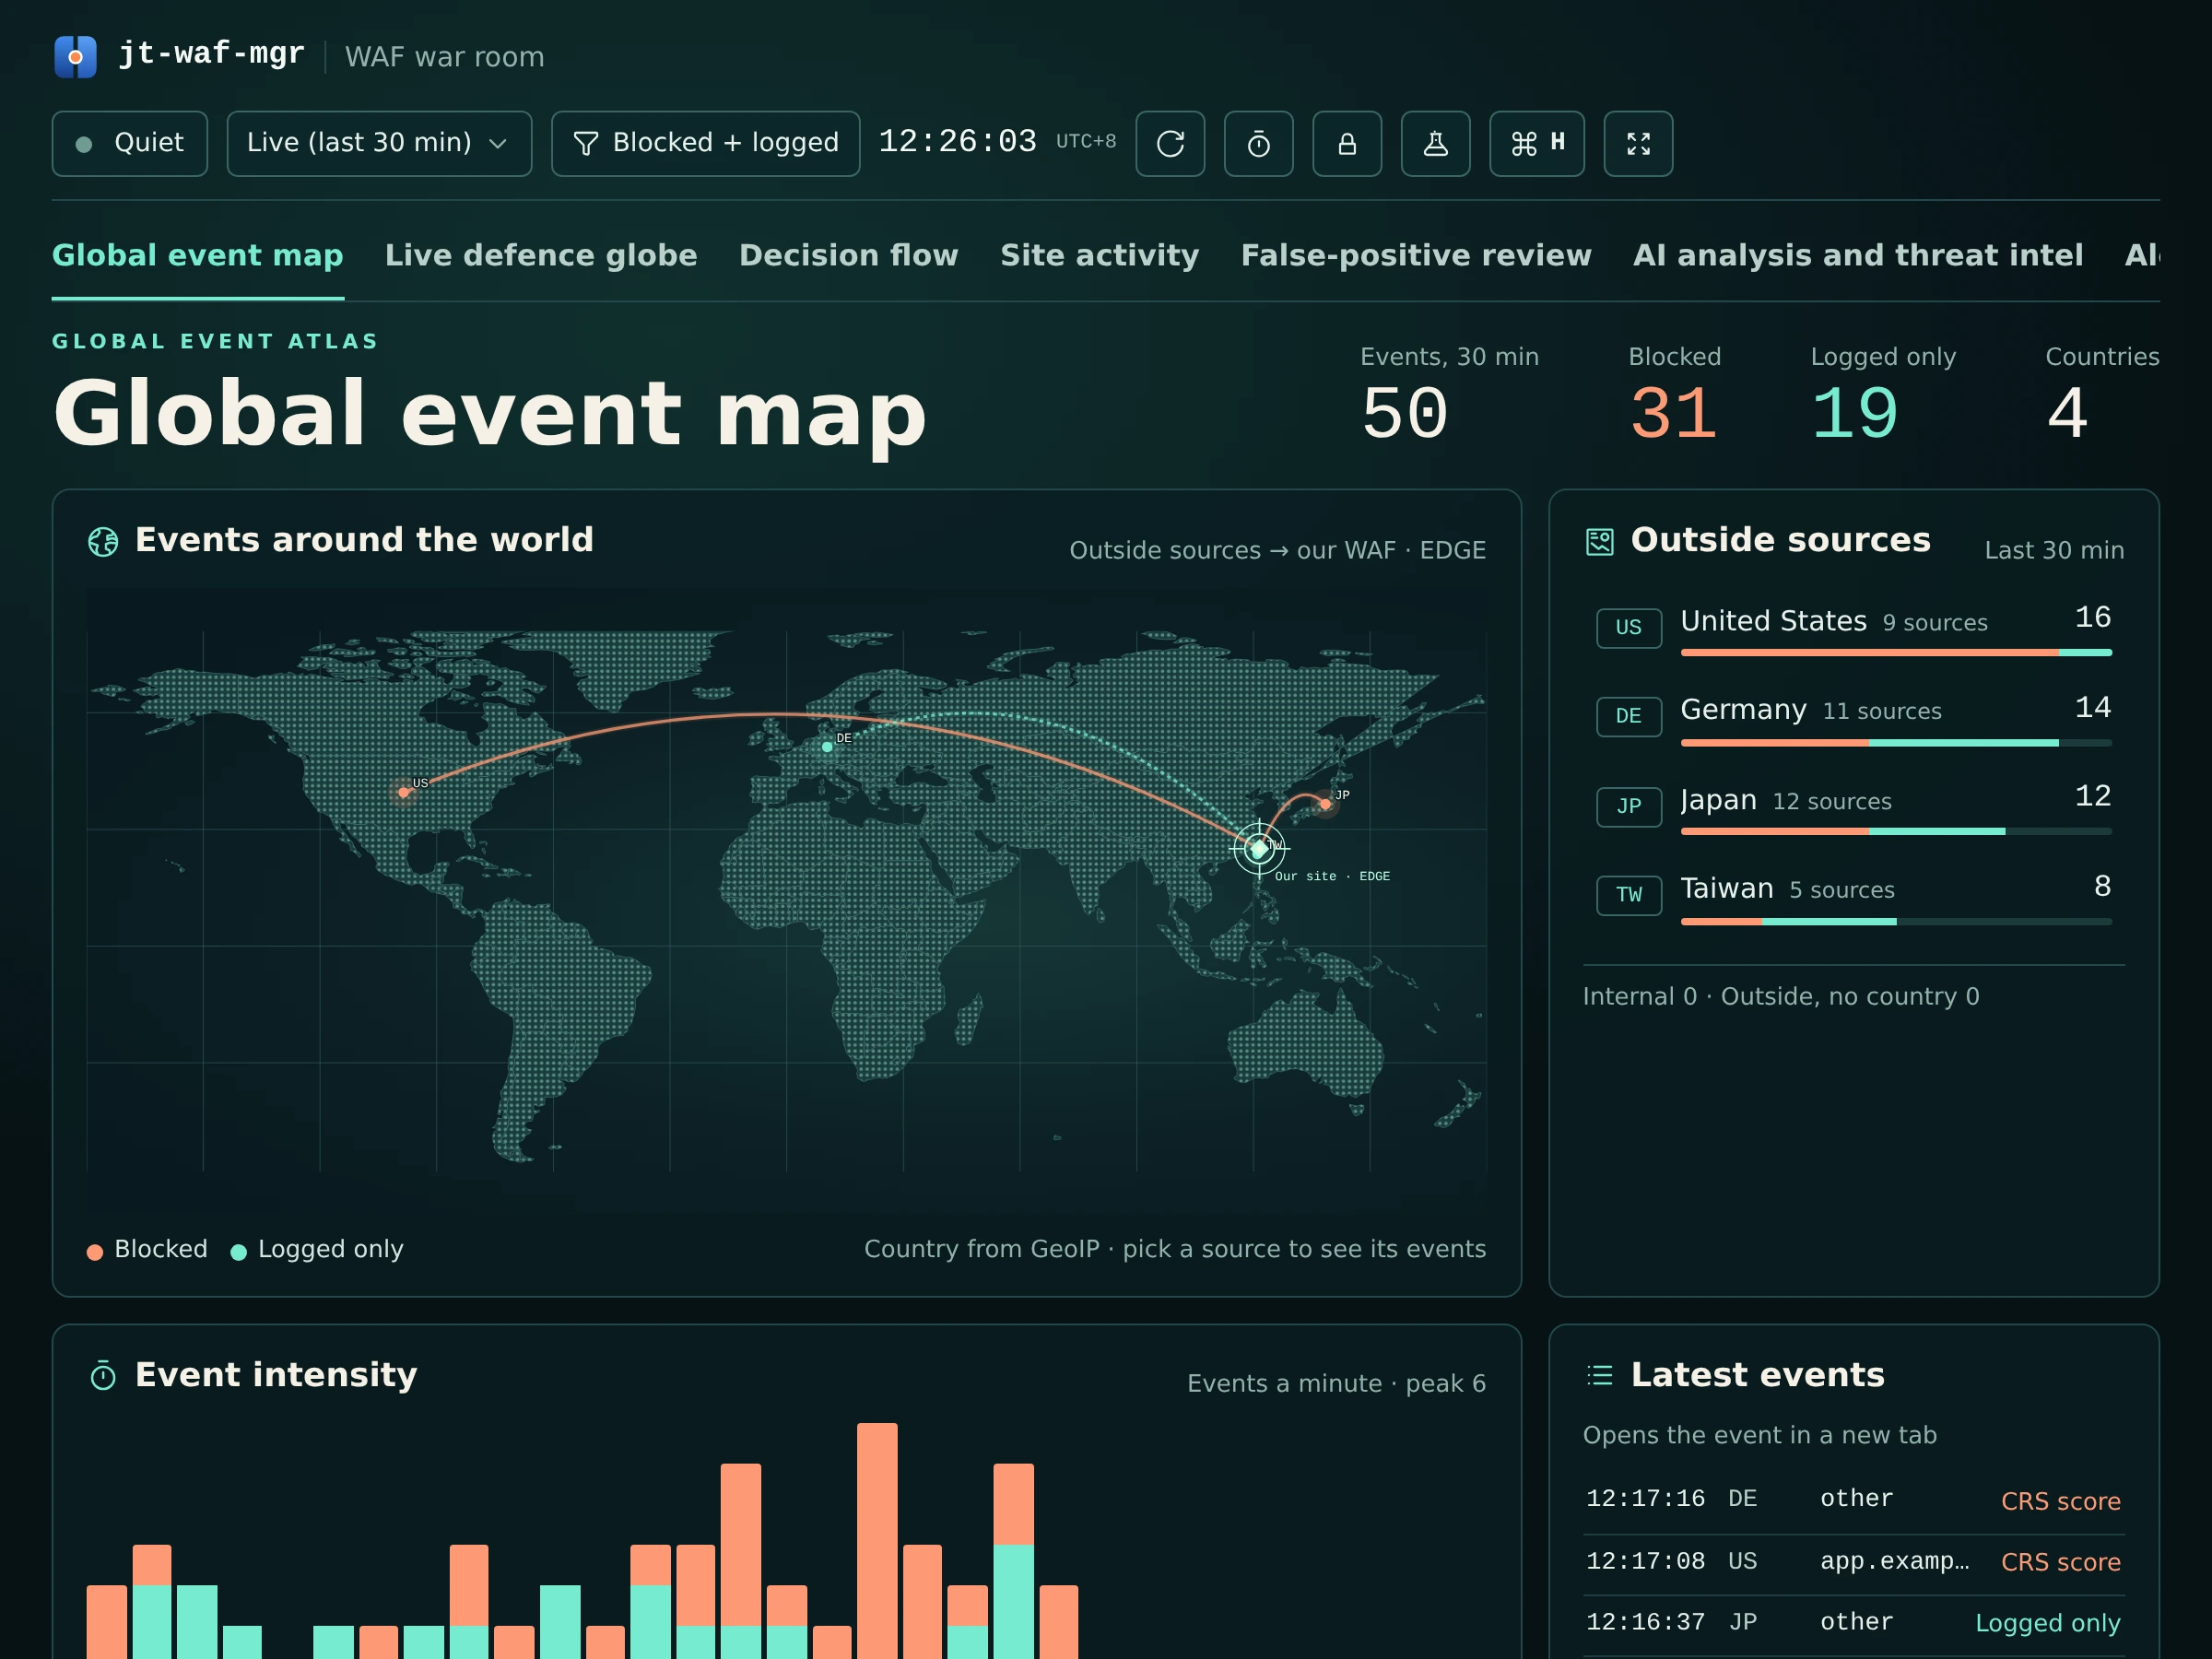 jt-waf-mgr
WAF war room
Quiet
Live (last 30 min)
Blocked + logged
12:26:03 UTC+8
H
Global event map
Live defence globe
Decision flow
Site activity
False-positive review
AI analysis and threat intel
GLOBAL EVENT ATLAS
Global event map
Events, 30 min
50
Blocked
31
Logged only
19
Countries
4
Events around the world
Outside sources → our WAF · EDGE
US
DE
JP
TW
Our site · EDGE
Blocked
Logged only
Country from GeoIP · pick a source to see its events
Outside sources
Last 30 min
US United States 9 sources 16
DE Germany 11 sources 14
JP Japan 12 sources 12
TW Taiwan 5 sources 8
Internal 0 · Outside, no country 0
Event intensity
Events a minute · peak 6
Latest events
Opens the event in a new tab
12:17:16 DE other CRS score
12:17:08 US app.examp… CRS score
12:16:37 JP other Logged only